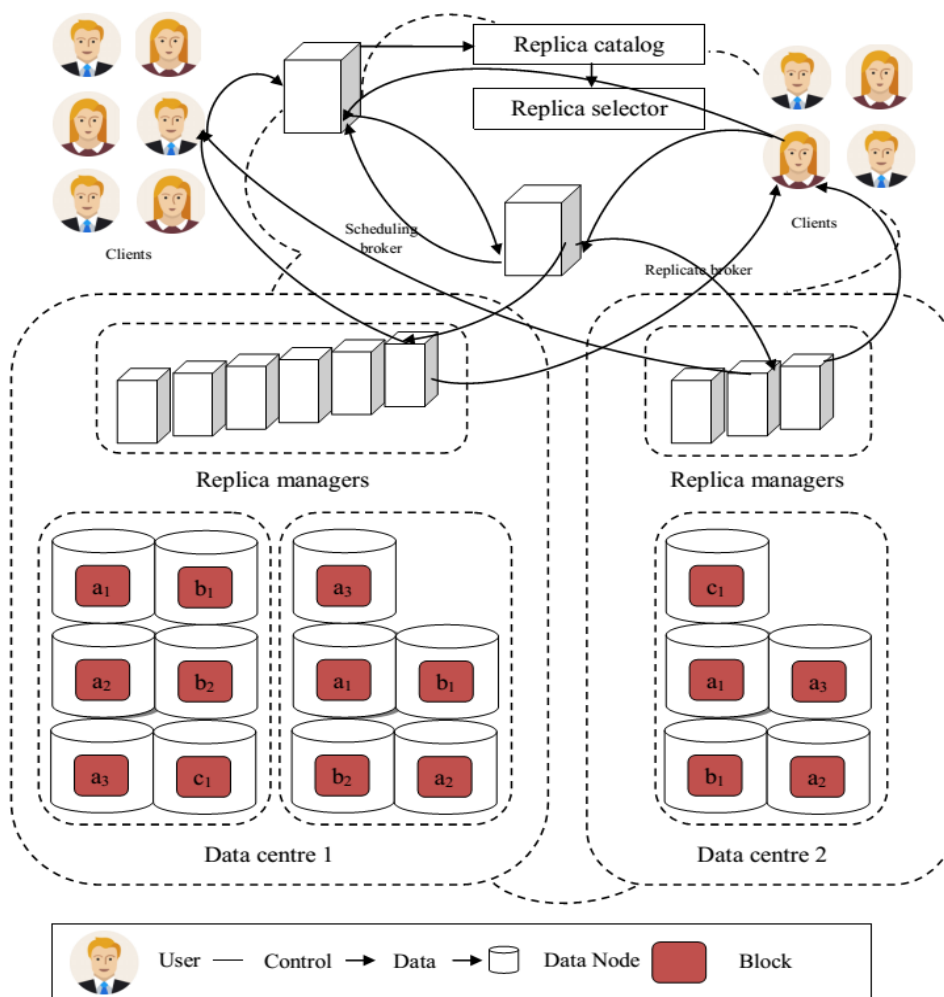 Replica catalog
Replica selector
Clients
Scheduling
broker
Clients
Replicate broker
Replica managers
Replica managers
a₁ b₁ a₃ c₁
a₂ b₂ a₁ b₁ a₁ a₃
a₃ c₁ b₂ a₂ b₁ a₂
Data centre 1
Data centre 2
User Control Data Data Node Block